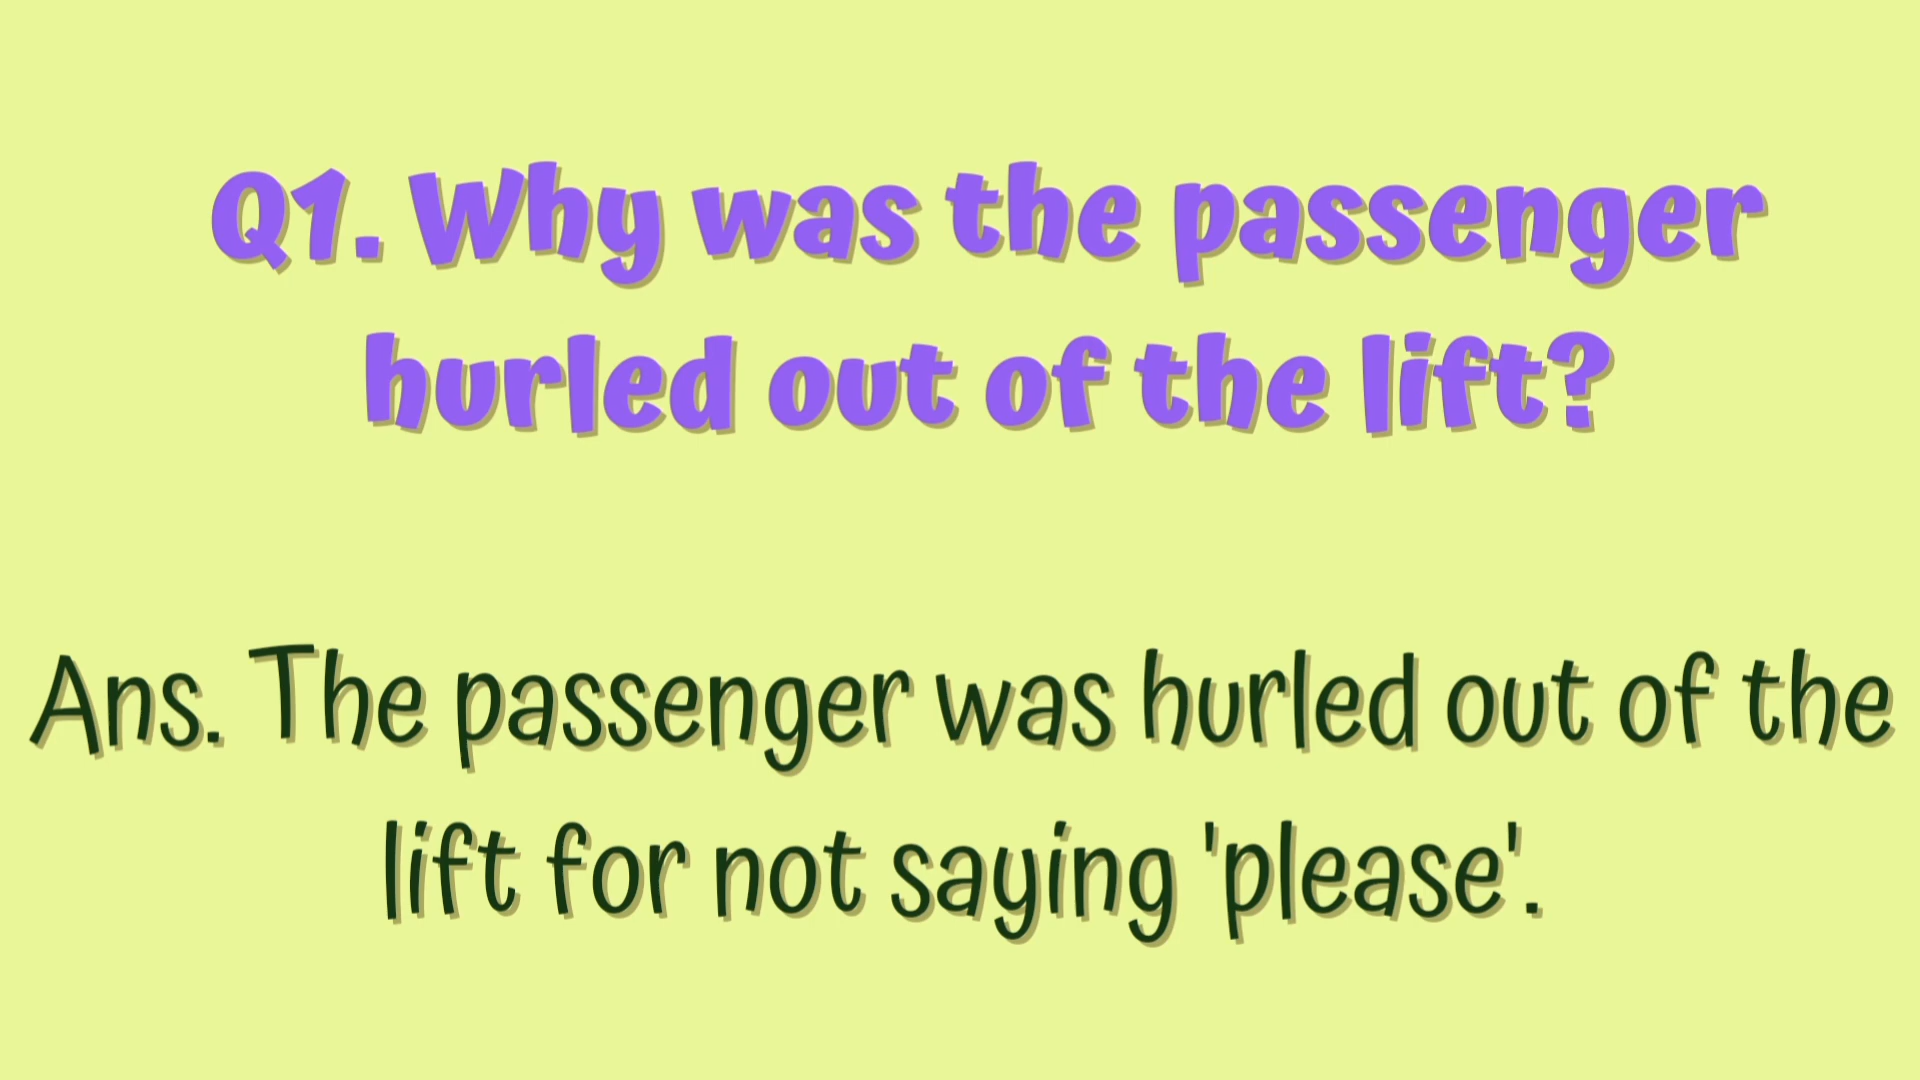 Q1. Why was the passenger
hurled out of the lift?
Ans. The passenger was hurled out of the
lift for not saying 'please'.